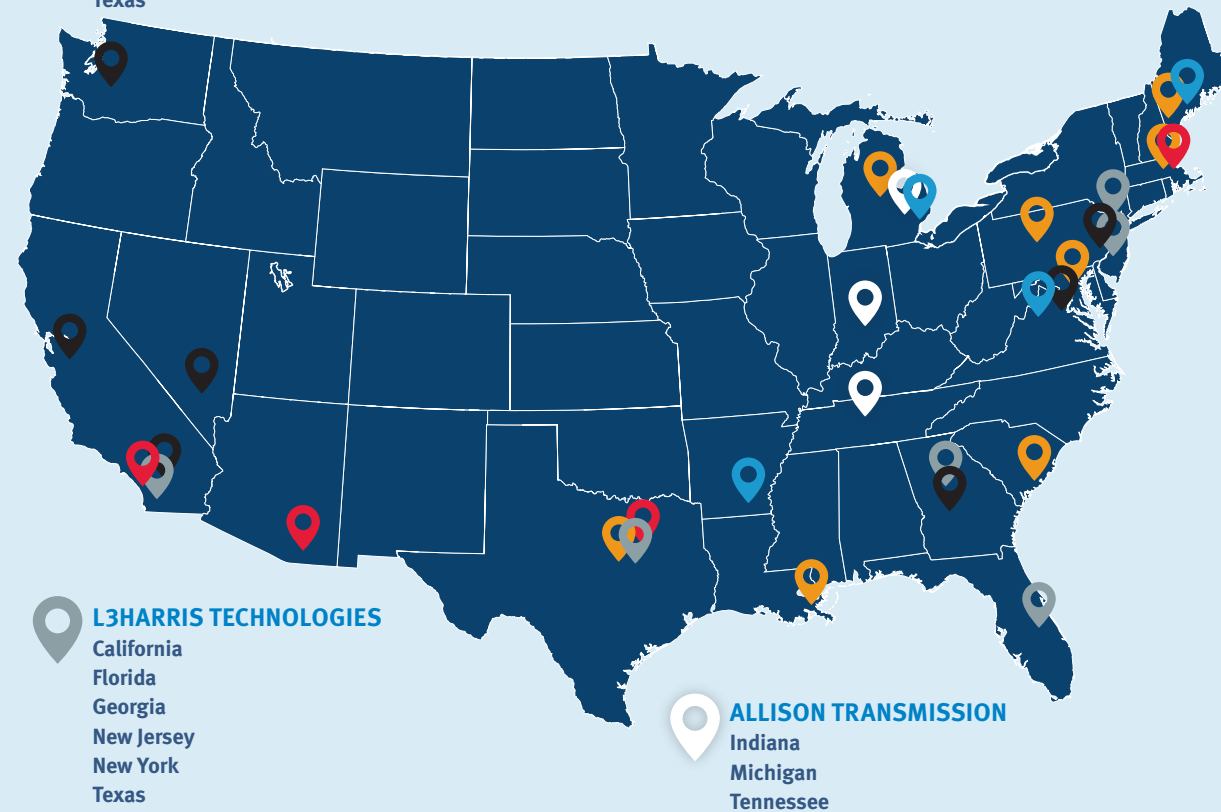 Texas
L3HARRIS TECHNOLOGIES
California
Florida
Georgia
New Jersey
New York
Texas
ALLISON TRANSMISSION
Indiana
Michigan
Tennessee